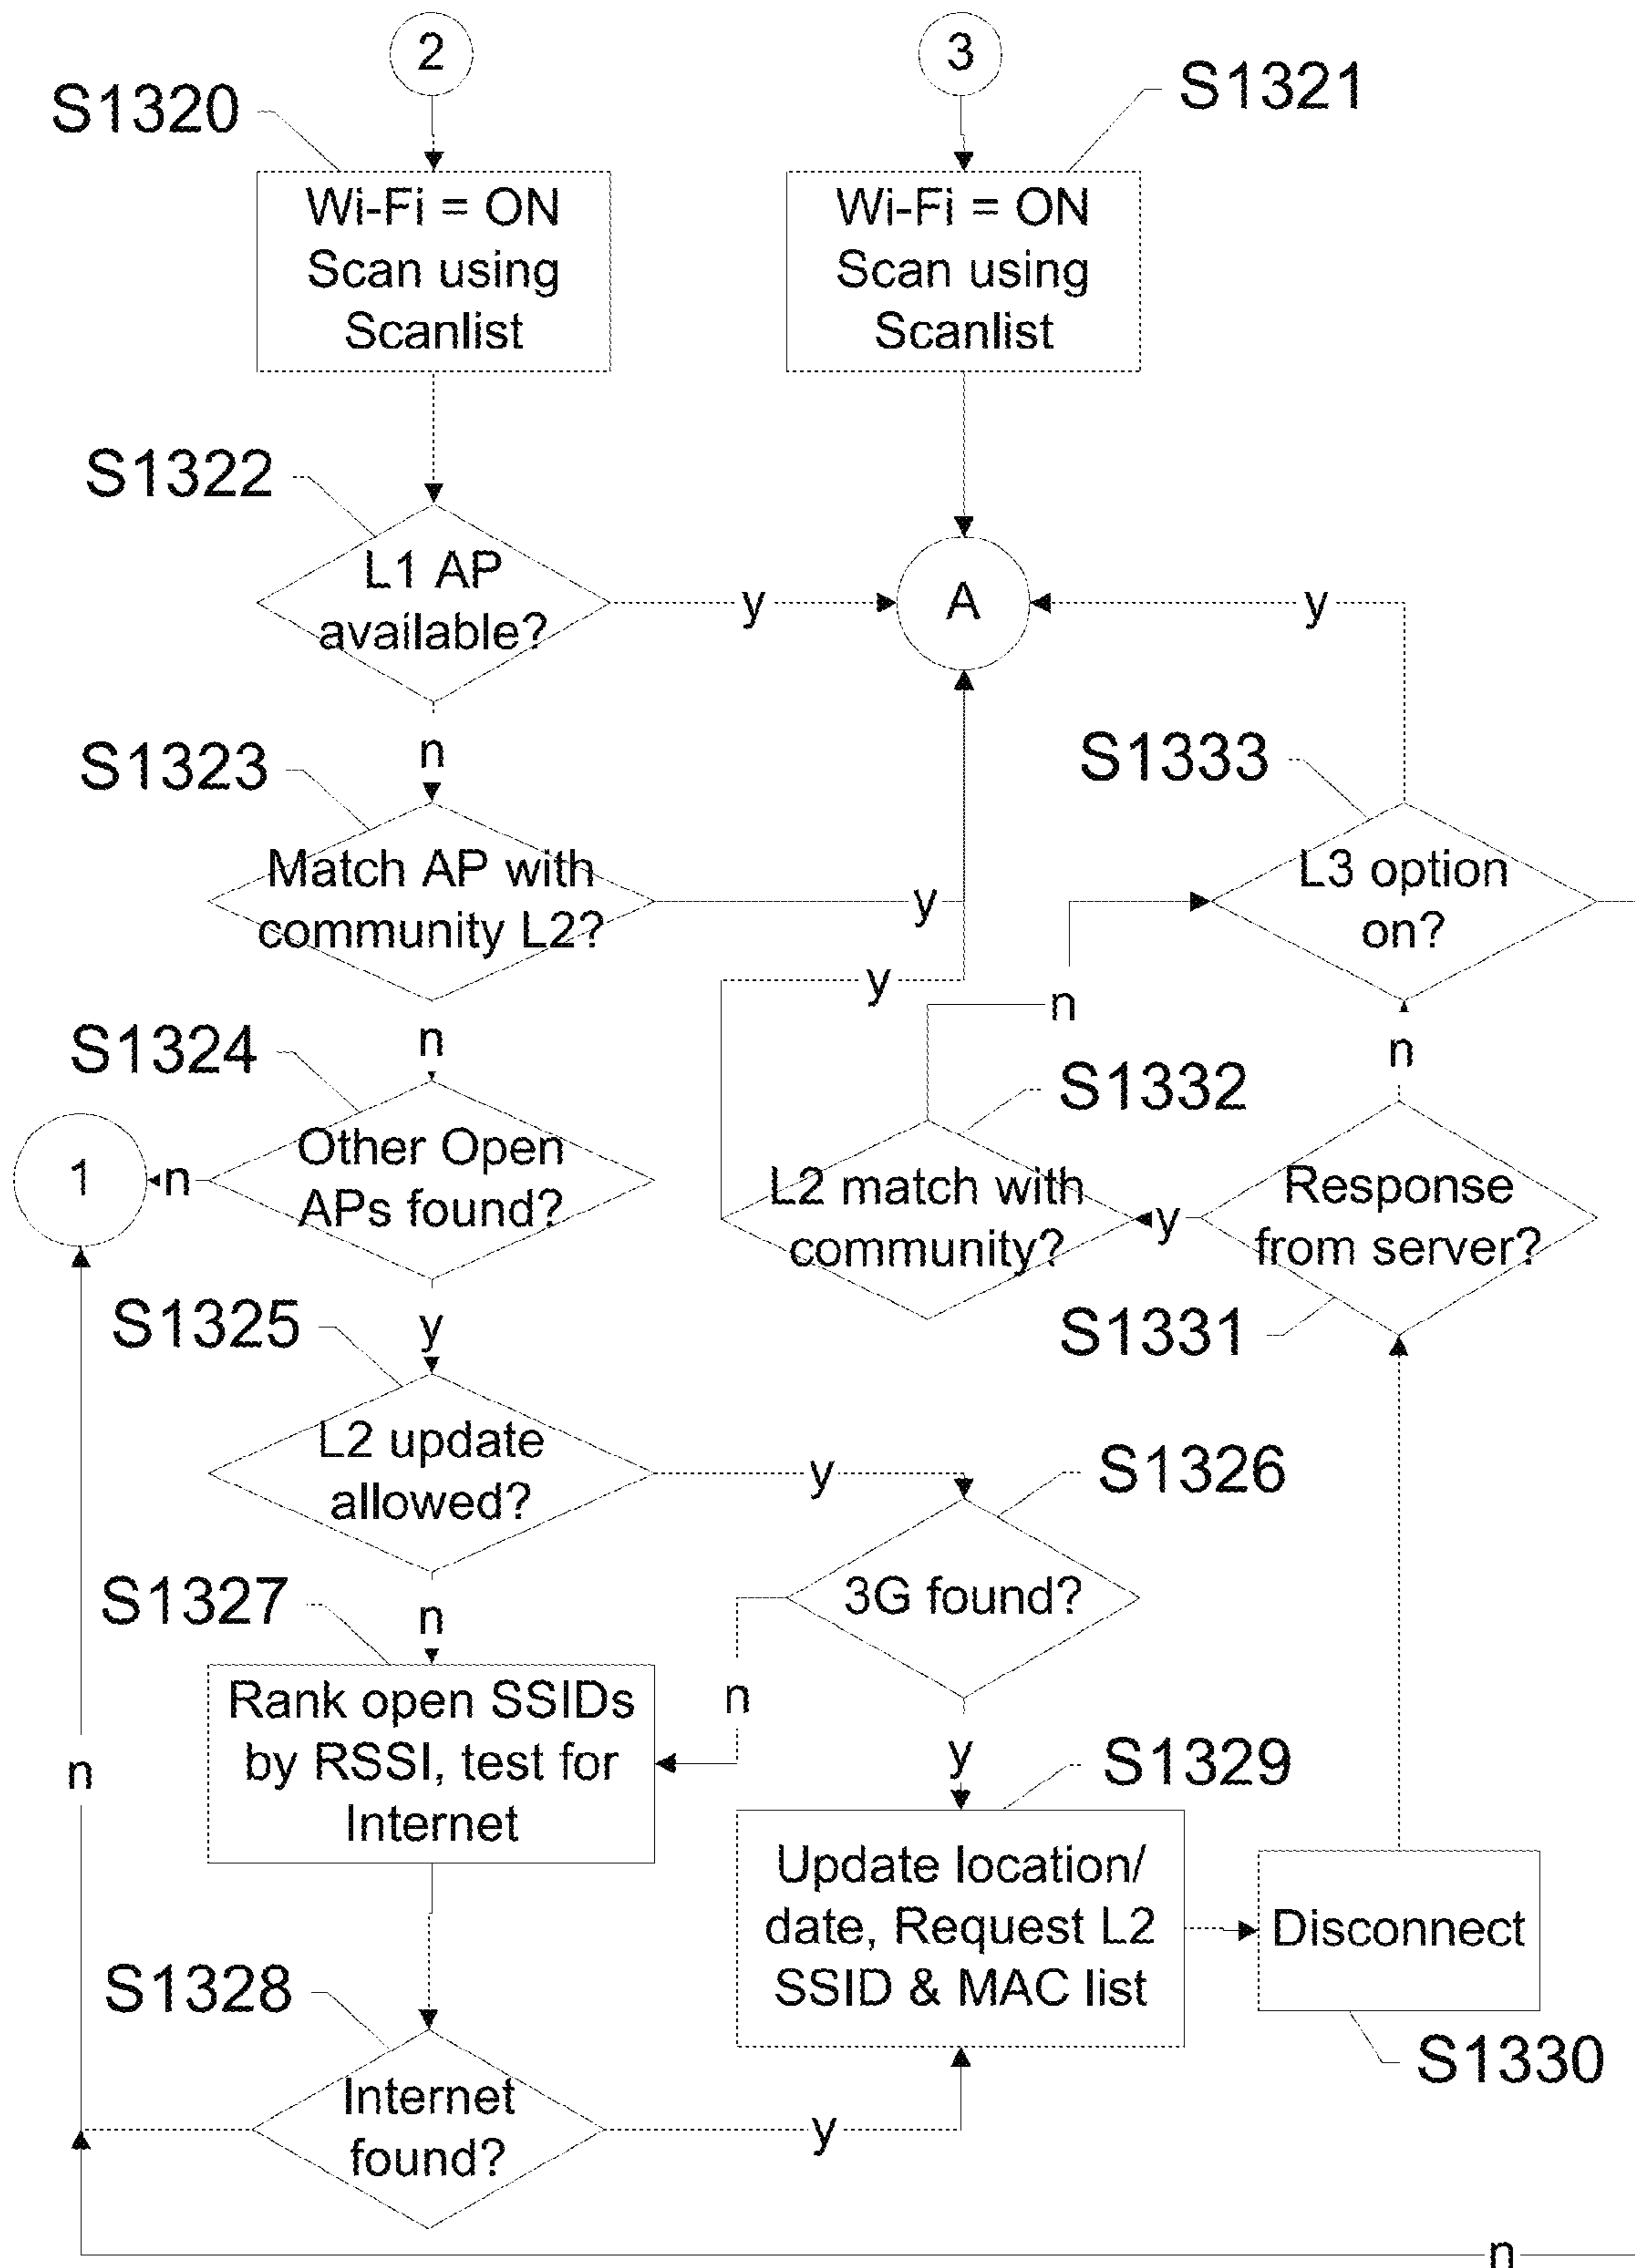 2
3
S1320
S1321
Wi-Fi = ON
Scan using
Scanlist
Wi-Fi = ON
Scan using
Scanlist
S1322
L1 AP
available?
y
A
y
n
S1323
Match AP with
community L2?
y
S1333
L3 option
on?
y
n
n
S1324
Other Open
APs found?
n
1
S1332
L2 match with
community?
y
Response
from server?
n
S1331
y
S1325
L2 update
allowed?
y
S1326
3G found?
n
S1327
n
Rank open SSIDs
by RSSI, test for
Internet
y
S1329
n
Update location/
date, Request L2
SSID & MAC list
Disconnect
S1330
S1328
Internet
found?
y
n